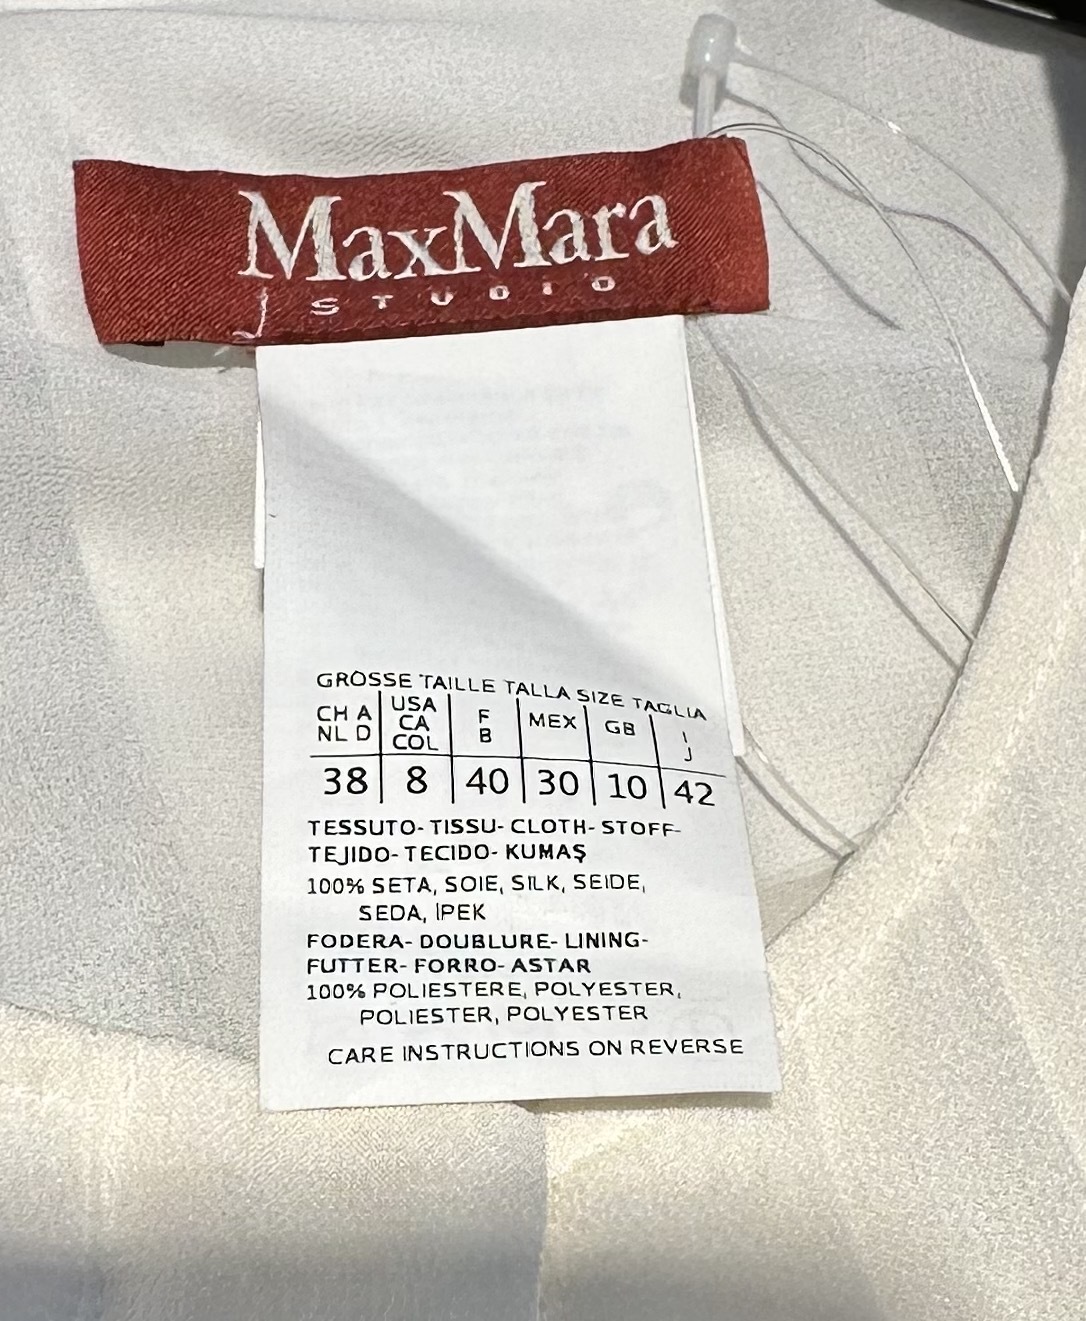 MaxMara
STUDIO
GRÖSSE TAILLE TALLA SIZE TAGLIA
CH A NL D USA CA COL F B MEX GB I J
38 8 40 30 10 42
TESSUTO- TISSU- CLOTH- STOFF-
TEJIDO- TECIDO- KUMAŞ
100% SETA, SOIE, SILK, SEIDE,
SEDA, İPEK
FODERA- DOUBLURE- LINING-
FUTTER- FORRO- ASTAR
100% POLIESTERE, POLYESTER,
POLIESTER, POLYESTER
CARE INSTRUCTIONS ON REVERSE